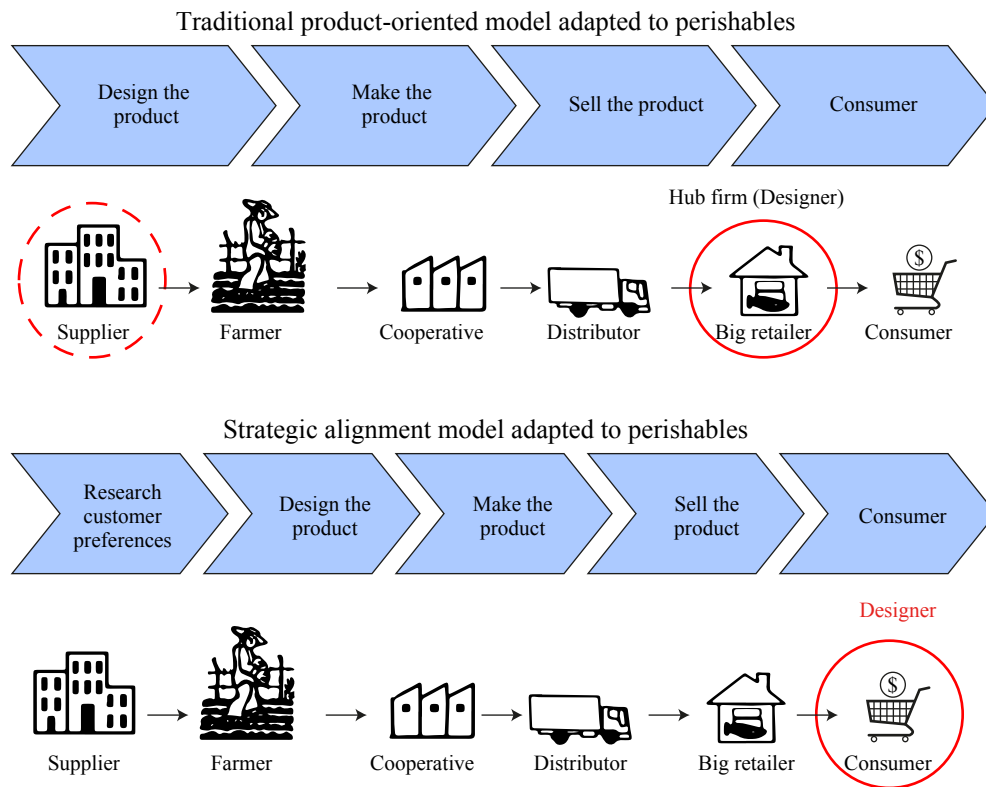 Traditional product-oriented model adapted to perishables
Design the
product
Make the
product
Sell the product
Consumer
Hub firm (Designer)
$
Supplier
Farmer
Cooperative
Distributor
Big retailer
Consumer
Strategic alignment model adapted to perishables
Research
customer
preferences
Design the
product
Make the
product
Sell the
product
Consumer
Designer
$
Supplier
Farmer
Cooperative
Distributor
Big retailer
Consumer